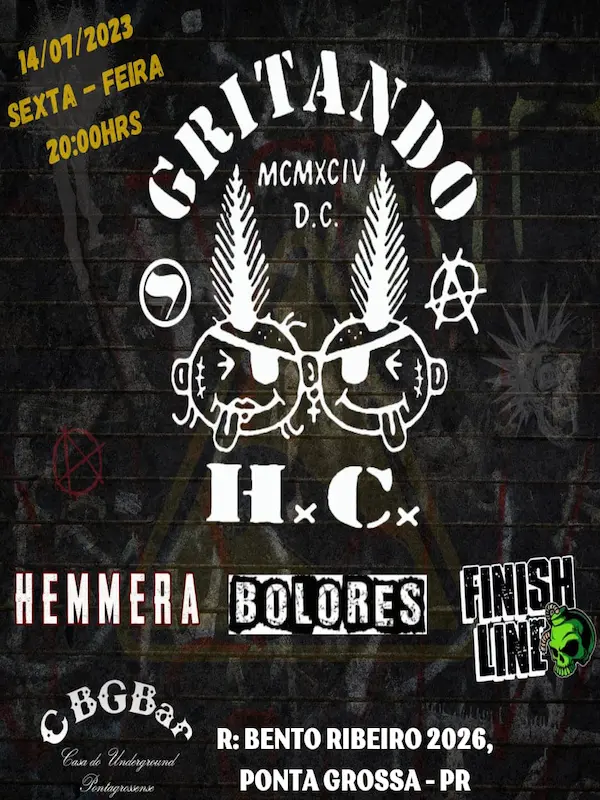 14/07/2023
SEXTA - FEIRA
20:00HRS
GRITANDO
MCMXCIV
D.C.
H.C.
HEMMERA
BOLORES
FINISH
LINE
CBGBar
Casa do Underground
Pontagrossense
R: BENTO RIBEIRO 2026,
PONTA GROSSA - PR